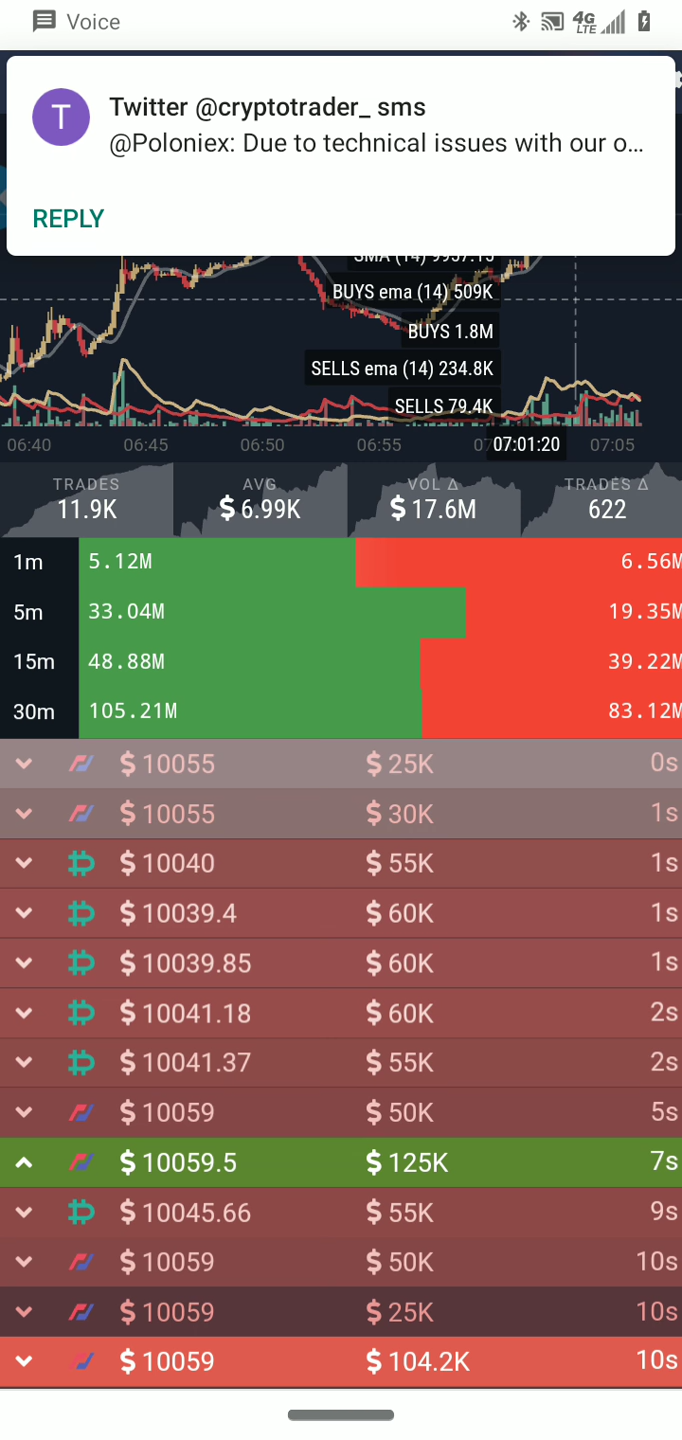 Voice
4G
LTE
T
Twitter @cryptotrader_ sms
@Poloniex: Due to technical issues with our o...
REPLY
SMA (14) 9957.15
BUYS ema (14) 509K
BUYS 1.8M
SELLS ema (14) 234.8K
SELLS 79.4K
06:40 06:45 06:50 06:55 07:01:20 07:05
TRADES AVG VOL Δ TRADES Δ
11.9K $ 6.99K $ 17.6M 622
1m 5.12M 6.56M
5m 33.04M 19.35M
15m 48.88M 39.22M
30m 105.21M 83.12M
$ 10055 $ 25K 0s
$ 10055 $ 30K 1s
$ 10040 $ 55K 1s
$ 10039.4 $ 60K 1s
$ 10039.85 $ 60K 1s
$ 10041.18 $ 60K 2s
$ 10041.37 $ 55K 2s
$ 10059 $ 50K 5s
$ 10059.5 $ 125K 7s
$ 10045.66 $ 55K 9s
$ 10059 $ 50K 10s
$ 10059 $ 25K 10s
$ 10059 $ 104.2K 10s